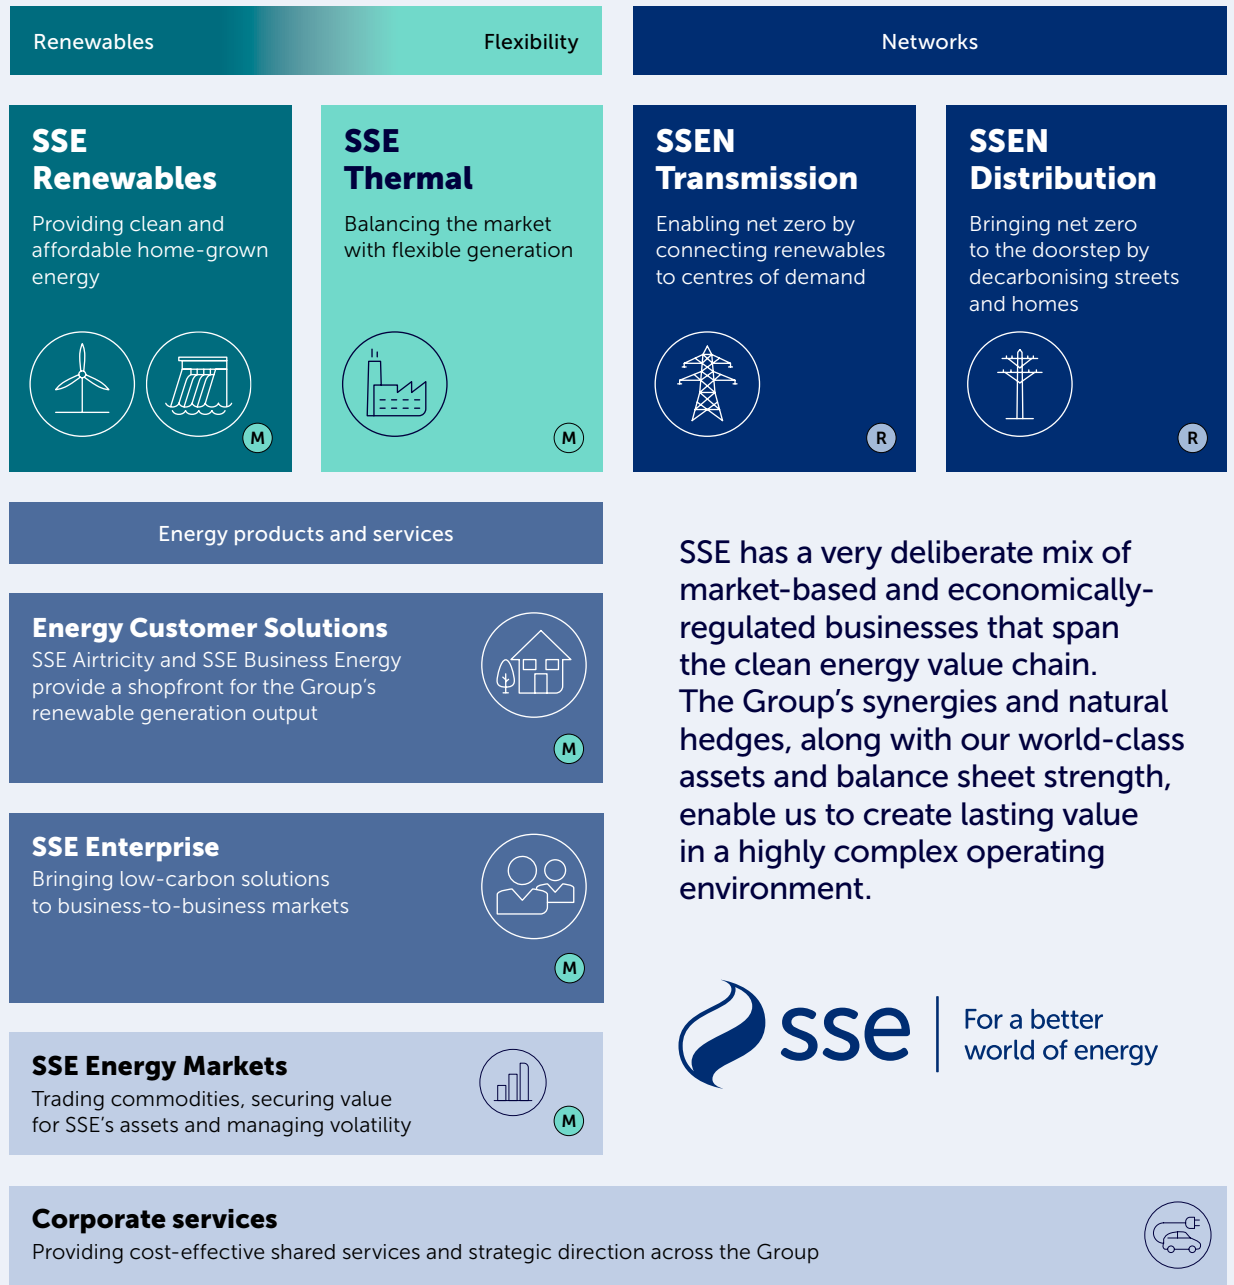 Renewables
Flexibility
Networks
SSE
Renewables
Providing clean and
affordable home-grown
energy
M
SSE
Thermal
Balancing the market
with flexible generation
M
SSEN
Transmission
Enabling net zero by
connecting renewables
to centres of demand
R
SSEN
Distribution
Bringing net zero
to the doorstep by
decarbonising streets
and homes
R
Energy products and services
Energy Customer Solutions
SSE Airtricity and SSE Business Energy
provide a shopfront for the Group’s
renewable generation output
M
SSE Enterprise
Bringing low-carbon solutions
to business-to-business markets
M
SSE Energy Markets
Trading commodities, securing value
for SSE’s assets and managing volatility
M
SSE has a very deliberate mix of
market-based and economically-
regulated businesses that span
the clean energy value chain.
The Group’s synergies and natural
hedges, along with our world-class
assets and balance sheet strength,
enable us to create lasting value
in a highly complex operating
environment.
sse
For a better
world of energy
Corporate services
Providing cost-effective shared services and strategic direction across the Group